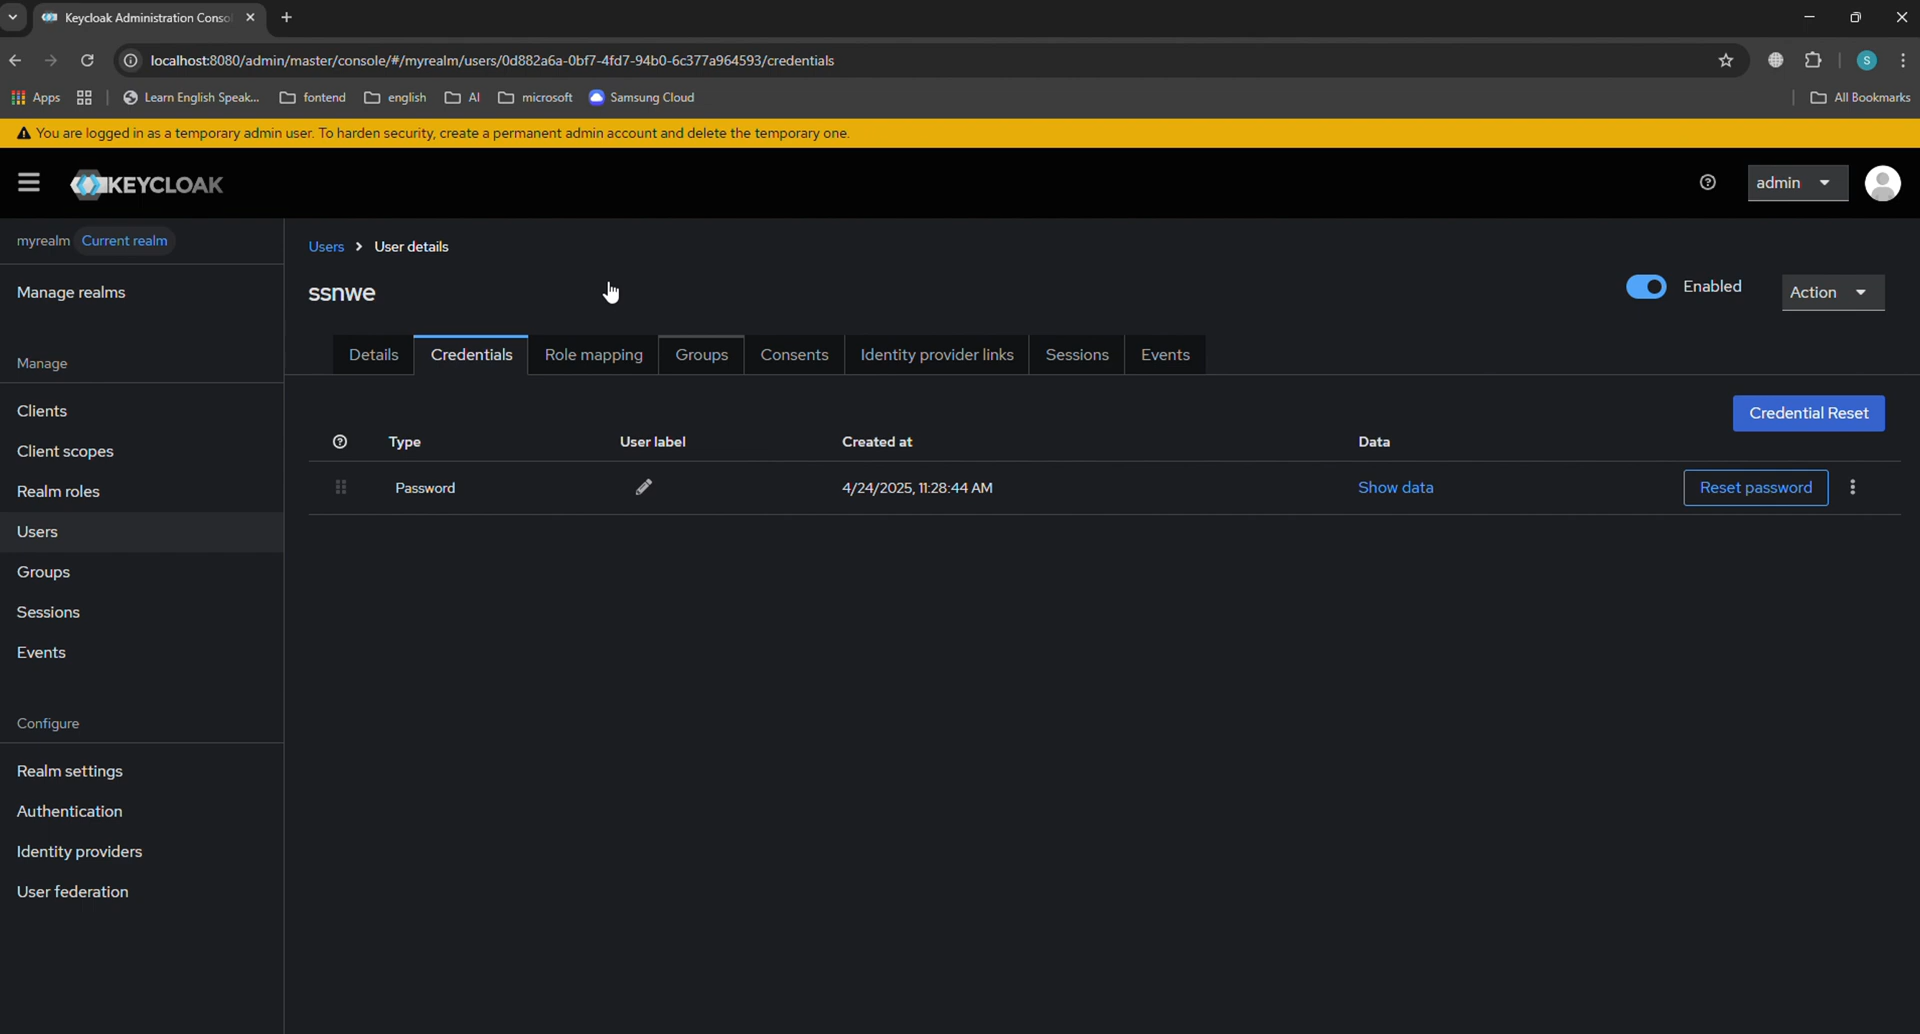 Keycloak Administration Conso
localhost:8080/admin/master/console/#/myrealm/users/0d882a6a-0bf7-4fd7-94b0-6c377a964593/credentials
S
Apps Learn English Speak... fontend english AI microsoft Samsung Cloud All Bookmarks
You are logged in as a temporary admin user. To harden security, create a permanent admin account and delete the temporary one.
KEYCLOAK admin
myrealm Current realm
Manage realms
Manage
Clients
Client scopes
Realm roles
Users
Groups
Sessions
Events
Configure
Realm settings
Authentication
Identity providers
User federation
Users User details
ssnwe Enabled Action
Details Credentials Role mapping Groups Consents Identity provider links Sessions Events
Credential Reset
Type User label Created at Data
Password 4/24/2025, 11:28:44 AM Show data Reset password